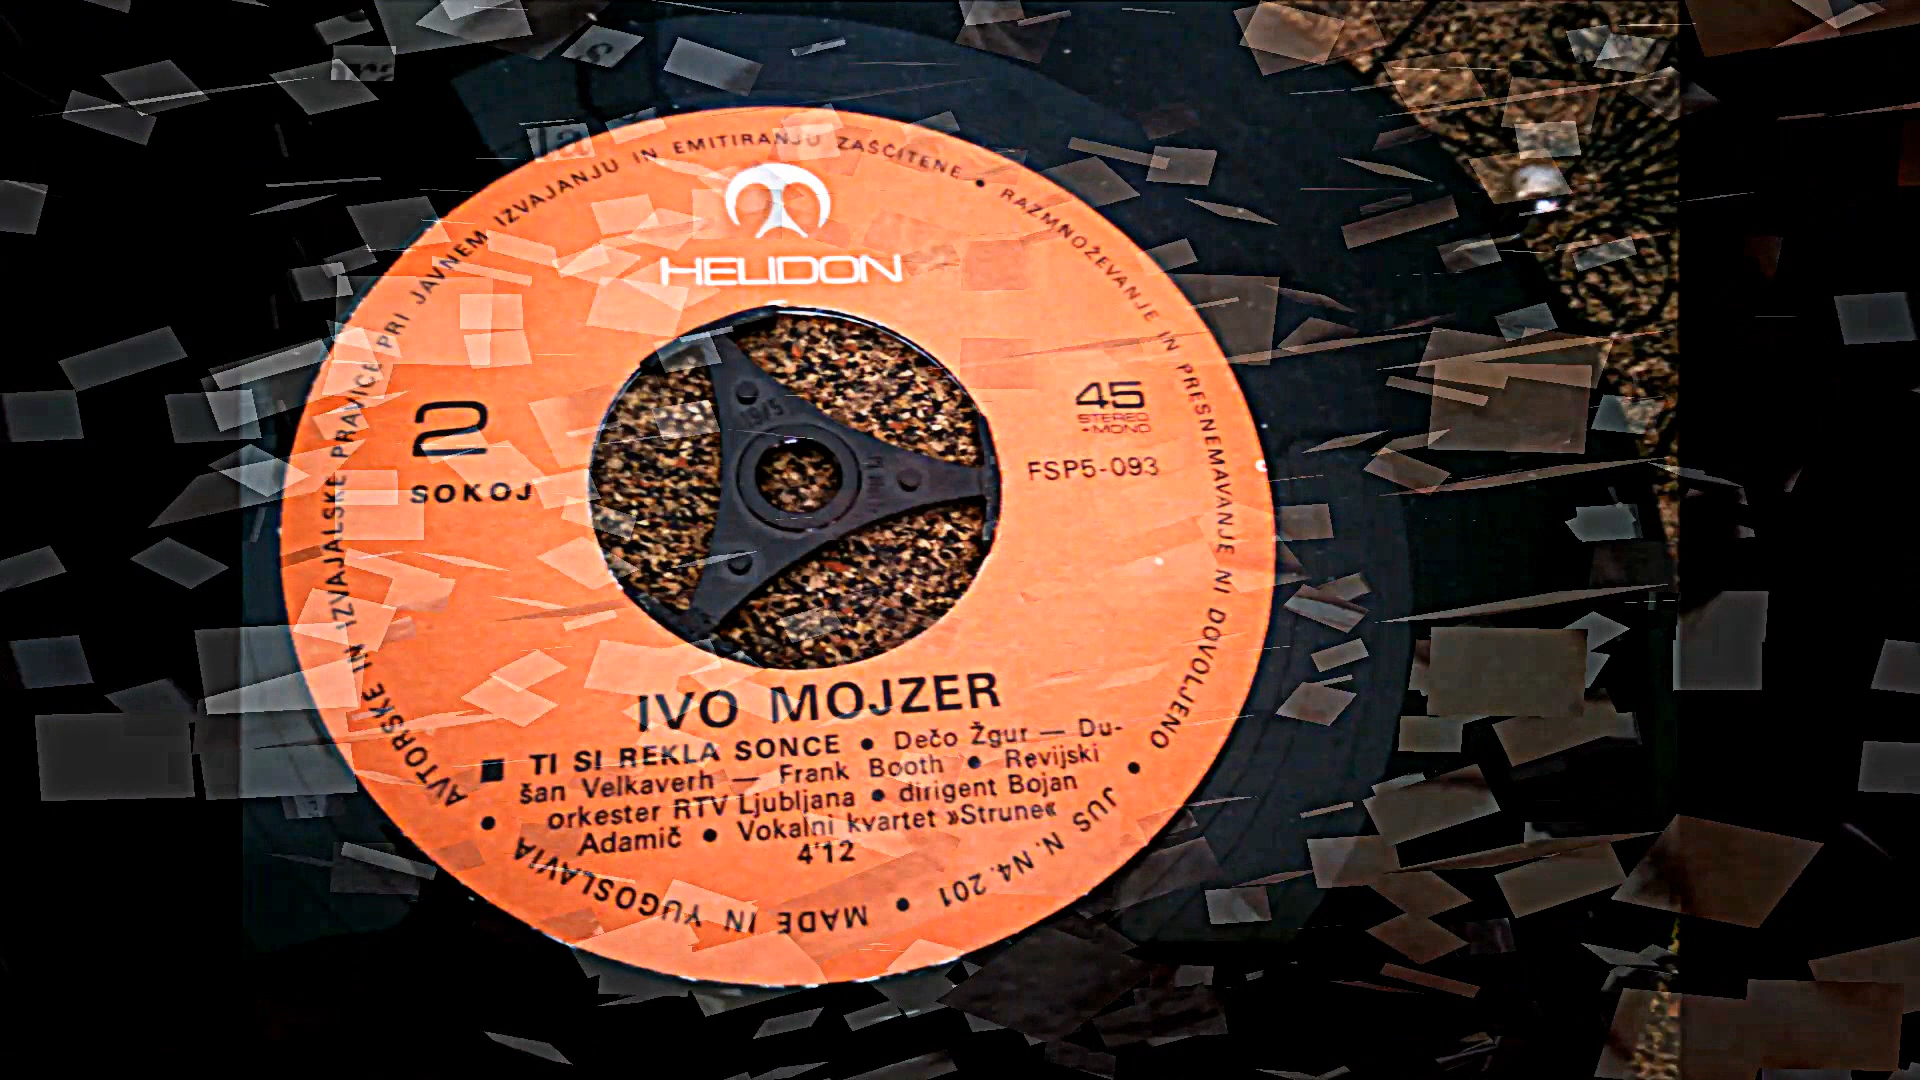 AVTORSKE IN IZVAJALSKE PRAVICE PRI JAVNEM IZVAJANJU IN EMITIRANJU ZAŠČITENE • RAZMNOŽEVANJE IN PRESNEMAVANJE NI DOVOLJENO
HELIDON
2
SOKOJ
45
STEREO
-MONO
FSP5-093
IVO MOJZER
■ TI SI REKLA SONCE • Dečo Žgur — Du-
šan Velkaverh — Frank Booth • Revijski
orkester RTV Ljubljana • dirigent Bojan
Adamič • Vokalni kvartet »Strune«
4'12
• JUS N. N4. 201 • MADE IN YUGOSLAVIA •